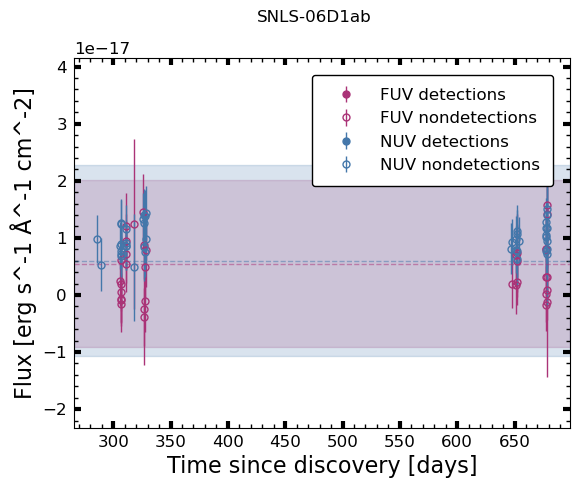 SNLS-06D1ab
1e−17
FUV detections
FUV nondetections
NUV detections
NUV nondetections
4
3
2
1
0
−1
−2
Flux [erg s^-1 Å^-1 cm^-2]
300 350 400 450 500 550 600 650
Time since discovery [days]